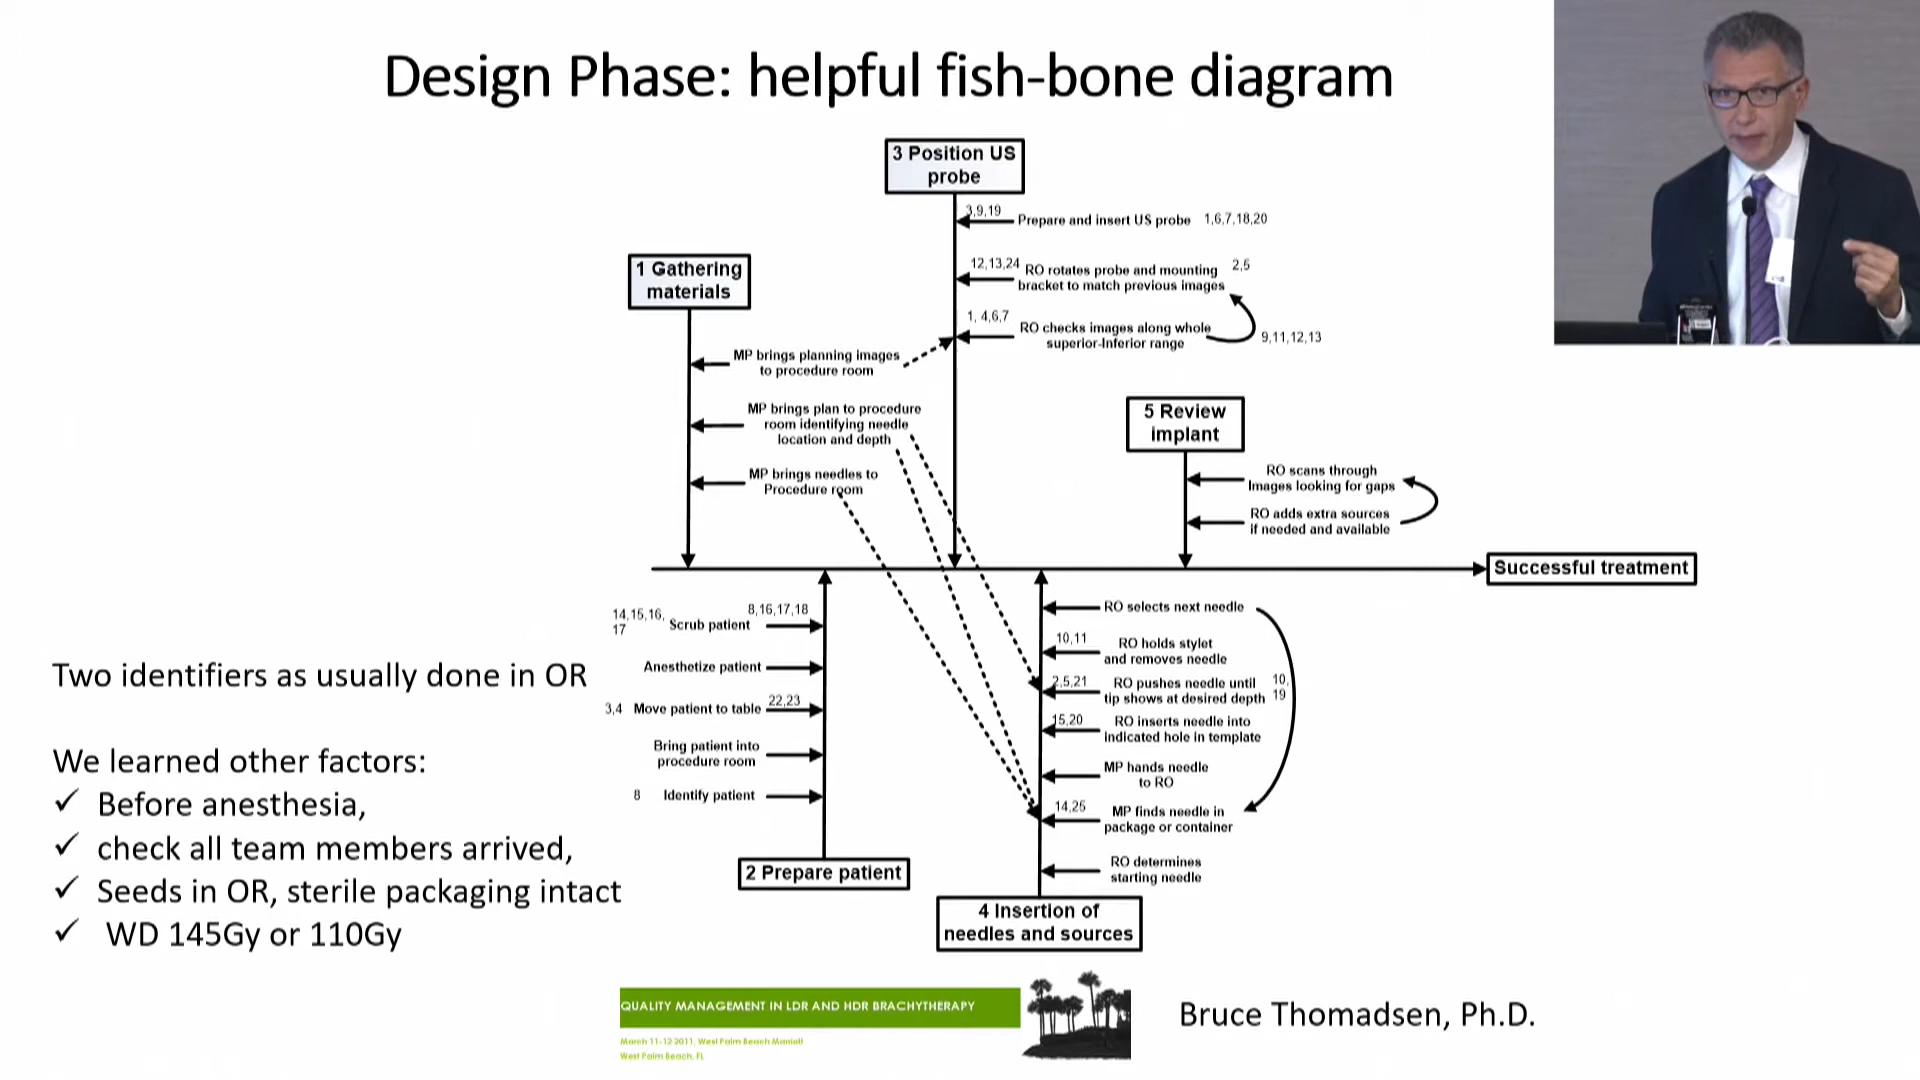 Design Phase: helpful fish-bone diagram
3 Position US
probe
3,9,19
Prepare and insert US probe
1,6,7,18,20
12,13,24
RO rotates probe and mounting
bracket to match previous images
2,5
1, 4,6,7
RO checks images along whole
superior-Inferior range
9,11,12,13
1 Gathering
materials
MP brings planning images
to procedure room
MP brings plan to procedure
room identifying needle
location and depth
MP brings needles to
Procedure room
5 Review
implant
RO scans through
Images looking for gaps
RO adds extra sources
if needed and available
Successful treatment
14,15,16,
17
Scrub patient
8,16,17,18
Anesthetize patient
3,4
Move patient to table
22,23
Bring patient into
procedure room
8
Identify patient
2 Prepare patient
RO selects next needle
10,11
RO holds stylet
and removes needle
2,5,21
RO pushes needle until
tip shows at desired depth
10,
19
15,20
RO inserts needle into
indicated hole in template
MP hands needle
to RO
14,25
MP finds needle in
package or container
RO determines
starting needle
4 Insertion of
needles and sources
Two identifiers as usually done in OR
We learned other factors:
✓ Before anesthesia,
✓ check all team members arrived,
✓ Seeds in OR, sterile packaging intact
✓ WD 145Gy or 110Gy
QUALITY MANAGEMENT IN LDR AND HDR BRACHYTHERAPY
March 11-12 2011, West Palm Beach Marriott
West Palm Beach, FL
Bruce Thomadsen, Ph.D.